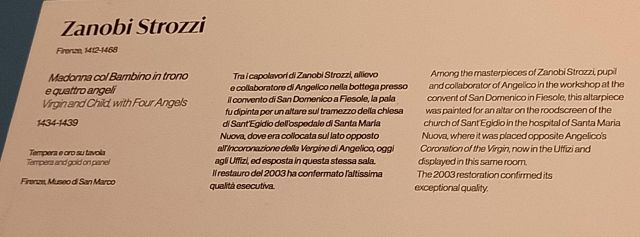 Zanobi Strozzi
Firenze, 1412-1468
Madonna col Bambino in trono
e quattro angeli
Virgin and Child, with Four Angels
1434-1439
Tempera e oro su tavola
Tempera and gold on panel
Firenze, Museo di San Marco
Tra i capolavori di Zanobi Strozzi, allievo
e collaboratore di Angelico nella bottega presso
il convento di San Domenico a Fiesole, la pala
fu dipinta per un altare sul tramezzo della chiesa
di Sant'Egidio dell'ospedale di Santa Maria
Nuova, dove era collocata sul lato opposto
all'Incoronazione della Vergine di Angelico, oggi
agli Uffizi, ed esposta in questa stessa sala.
Il restauro del 2003 ha confermato l'altissima
qualità esecutiva.
Among the masterpieces of Zanobi Strozzi, pupil
and collaborator of Angelico in the workshop at the
convent of San Domenico in Fiesole, this altarpiece
was painted for an altar on the roodscreen of the
church of Sant'Egidio in the hospital of Santa Maria
Nuova, where it was placed opposite Angelico's
Coronation of the Virgin, now in the Uffizi and
displayed in this same room.
The 2003 restoration confirmed its
exceptional quality.